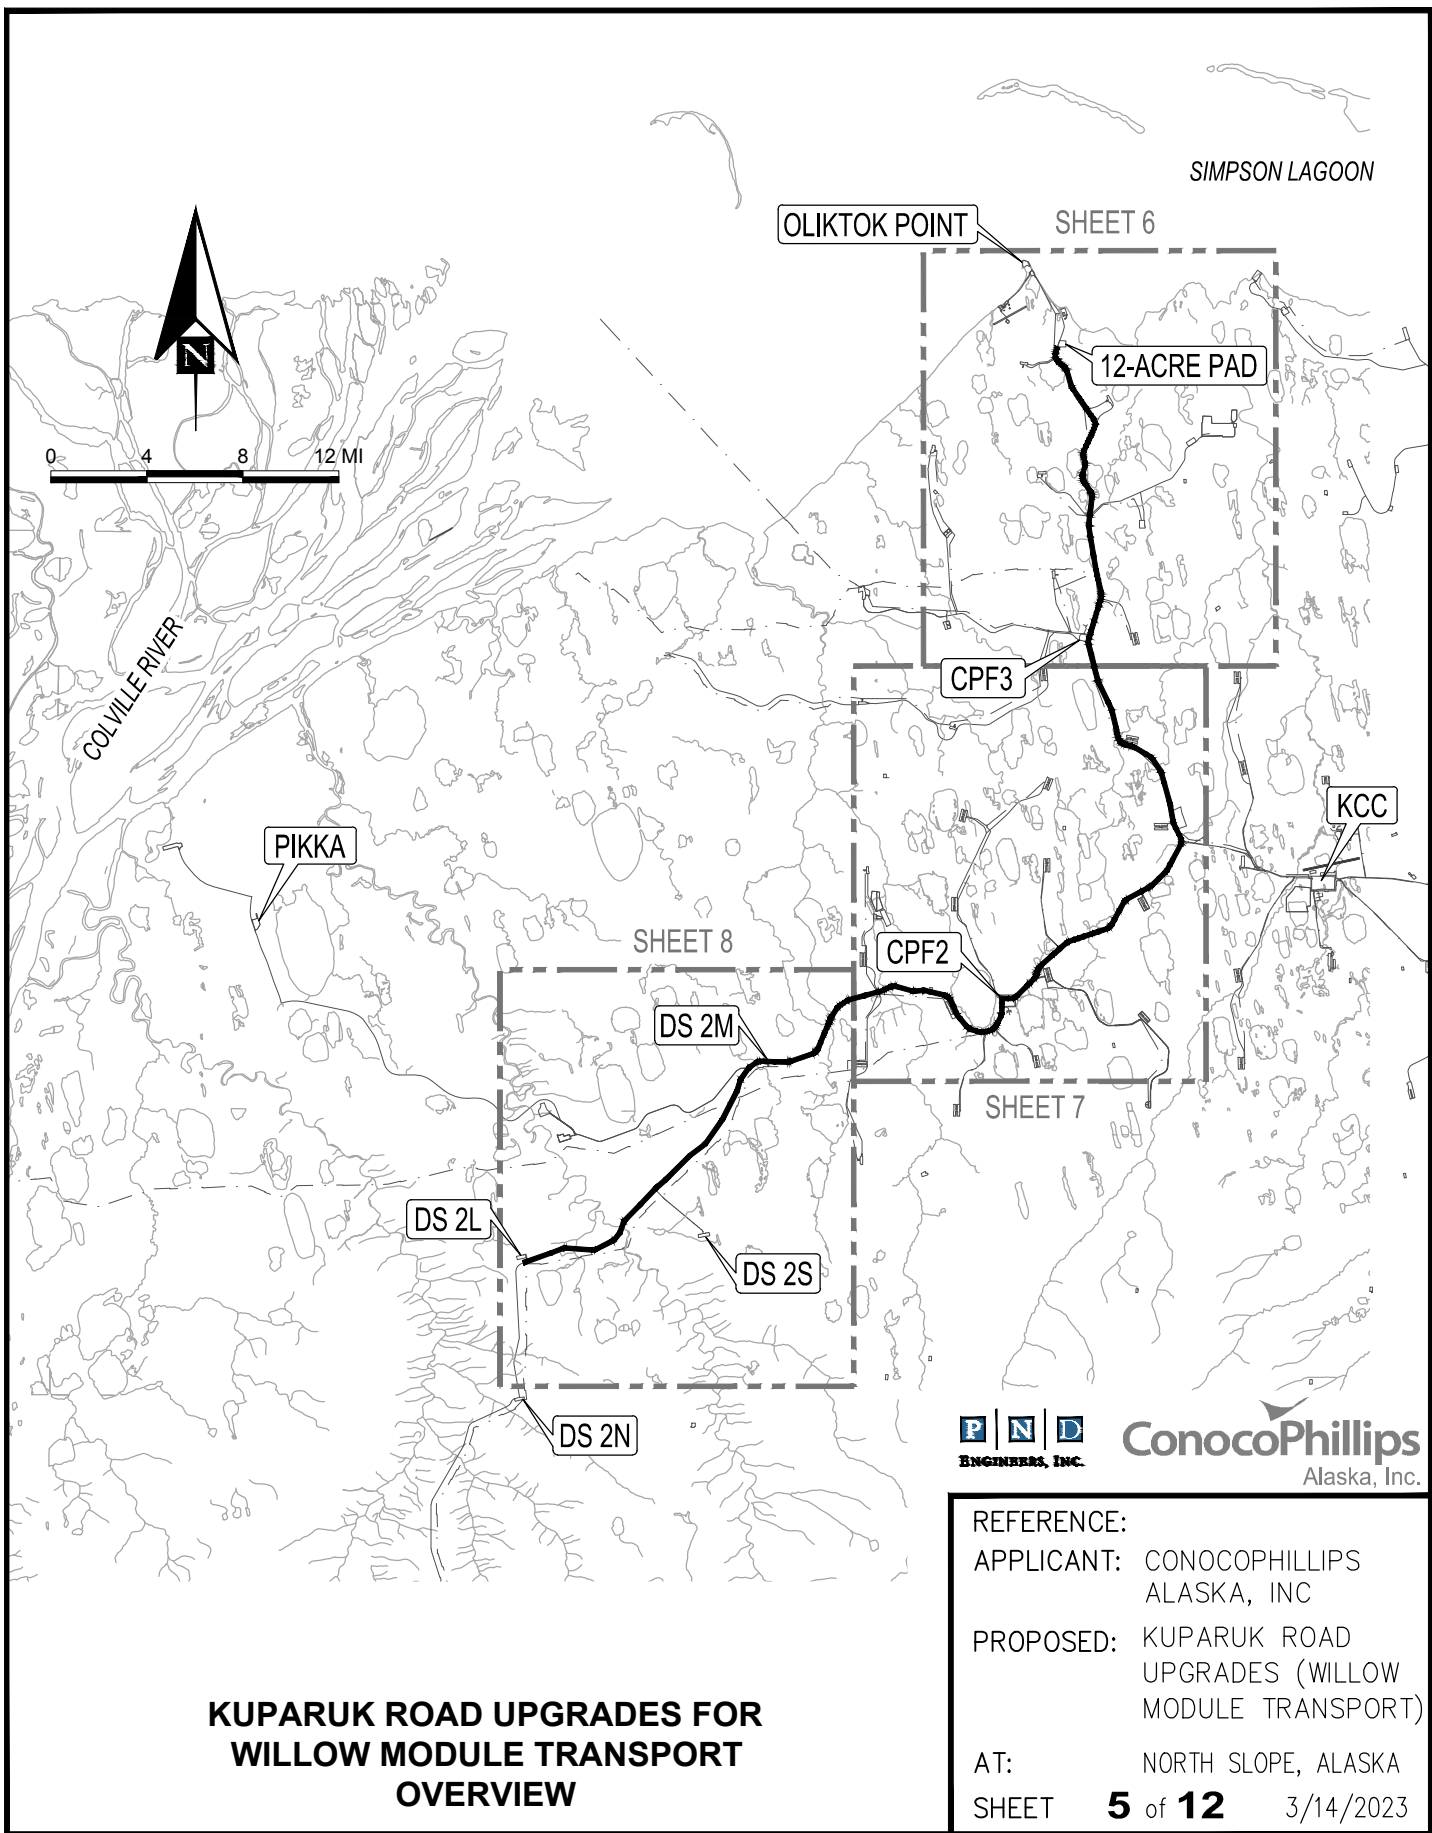 SIMPSON LAGOON
OLIKTOK POINT
SHEET 6
N
12-ACRE PAD
0 4 8 12 MI
COLVILLE RIVER
CPF3
KCC
PIKKA
SHEET 8
CPF2
DS 2M
SHEET 7
DS 2L
DS 2S
DS 2N
P N D
ENGINEERS, INC.
ConocoPhillips
Alaska, Inc.
REFERENCE:
APPLICANT: CONOCOPHILLIPS
ALASKA, INC
PROPOSED: KUPARUK ROAD
UPGRADES (WILLOW
MODULE TRANSPORT)
AT: NORTH SLOPE, ALASKA
SHEET 5 of 12 3/14/2023
KUPARUK ROAD UPGRADES FOR
WILLOW MODULE TRANSPORT
OVERVIEW